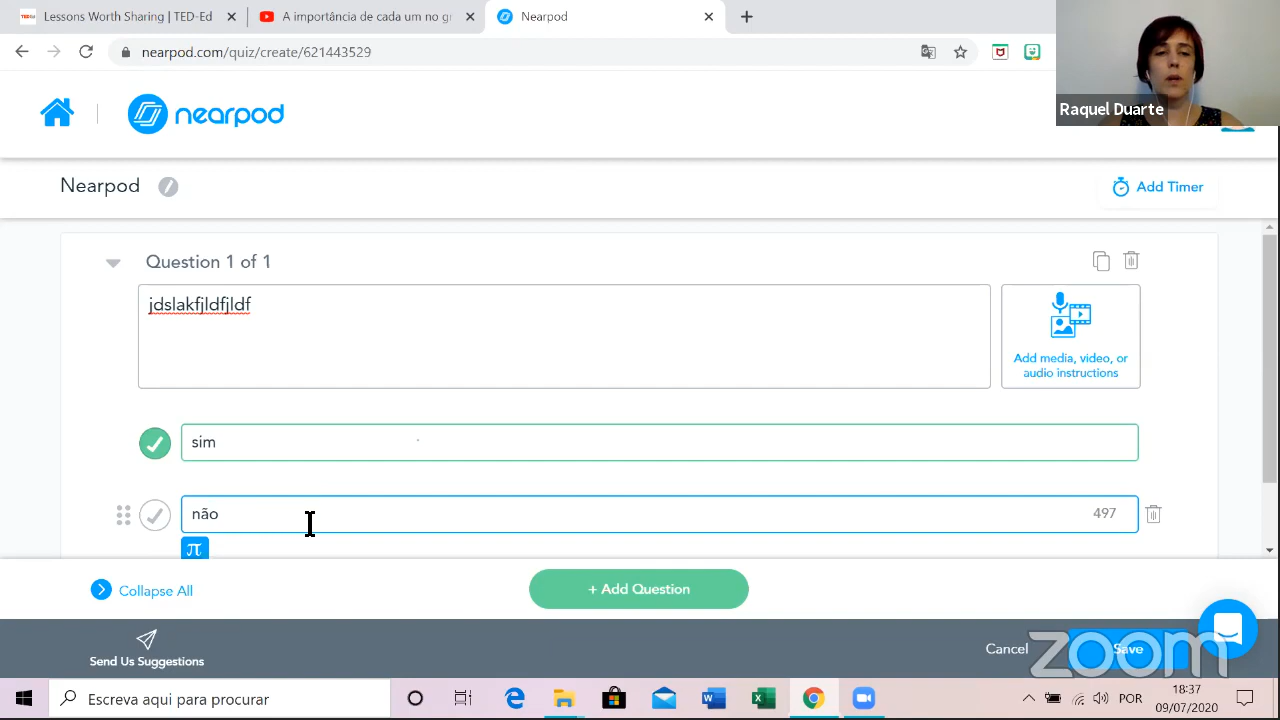 Lessons Worth Sharing | TED-Ed
A importância de cada um no gr
Nearpod
nearpod.com/quiz/create/621443529
Raquel Duarte
nearpod
Nearpod
Add Timer
Question 1 of 1
jdslakfjldfjldf
Add media, video, or
audio instructions
sim
não
497
π
Collapse All
+ Add Question
Send Us Suggestions
Cancel
Save
zoom
Escreva aqui para procurar
POR
18:37
09/07/2020